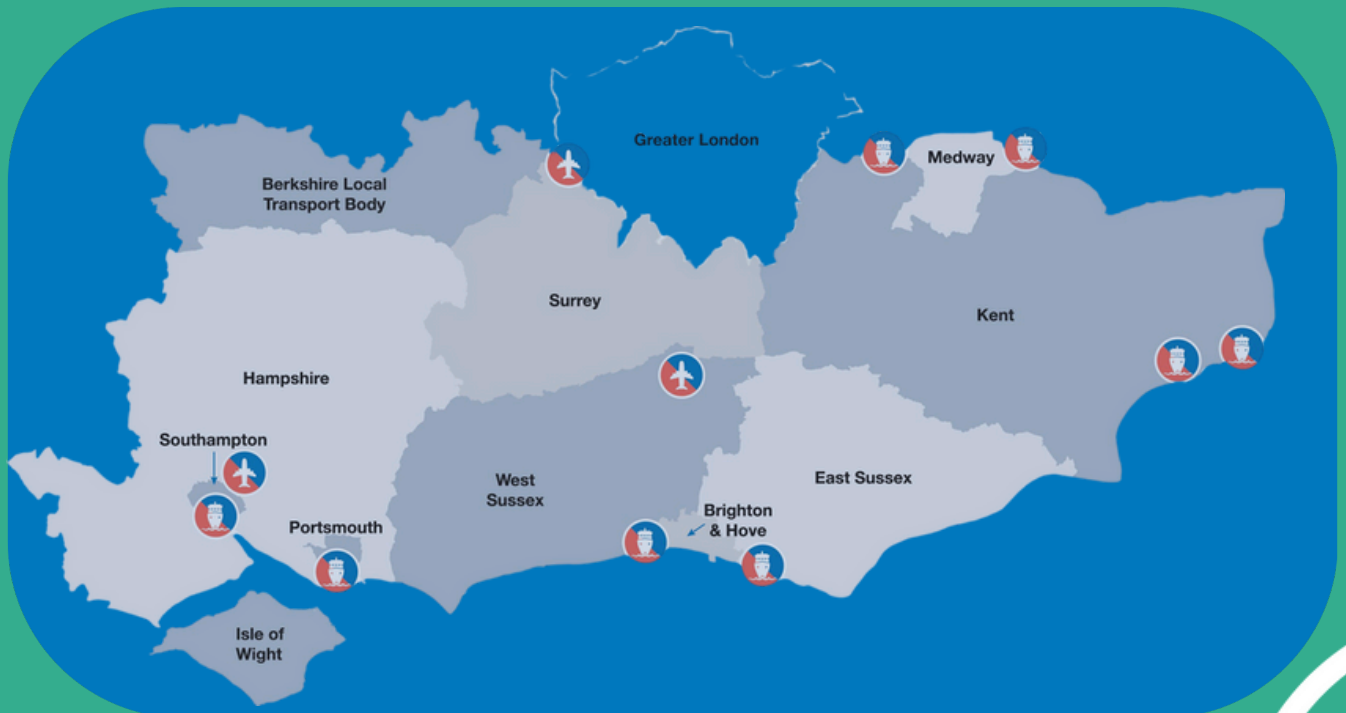 Greater London
Medway
Berkshire Local
Transport Body
Surrey
Kent
Hampshire
Southampton
West
Sussex
East Sussex
Brighton
& Hove
Portsmouth
Isle of
Wight